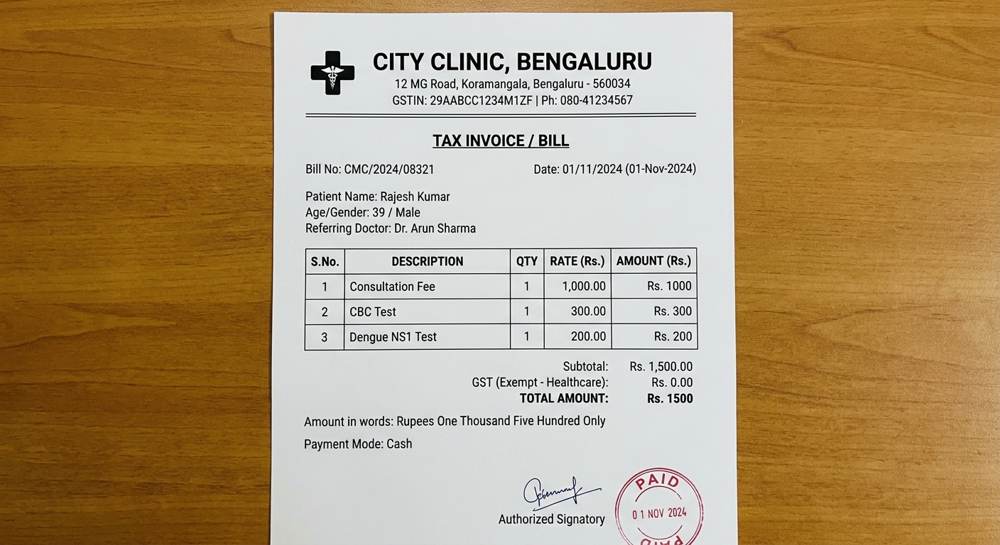 CITY CLINIC, BENGALURU
12 MG Road, Koramangala, Bengaluru - 560034
GSTIN: 29AABCC1234M1ZF | Ph: 080-41234567
TAX INVOICE / BILL
Bill No: CMC/2024/08321 Date: 01/11/2024 (01-Nov-2024)
Patient Name: Rajesh Kumar
Age/Gender: 39 / Male
Referring Doctor: Dr. Arun Sharma
S.No. DESCRIPTION QTY RATE (Rs.) AMOUNT (Rs.)
1 Consultation Fee 1 1,000.00 Rs. 1000
2 CBC Test 1 300.00 Rs. 300
3 Dengue NS1 Test 1 200.00 Rs. 200
Subtotal: Rs. 1,500.00
GST (Exempt - Healthcare): Rs. 0.00
TOTAL AMOUNT: Rs. 1500
Amount in words: Rupees One Thousand Five Hundred Only
Payment Mode: Cash
Authorized Signatory
PAID
01 NOV 2024